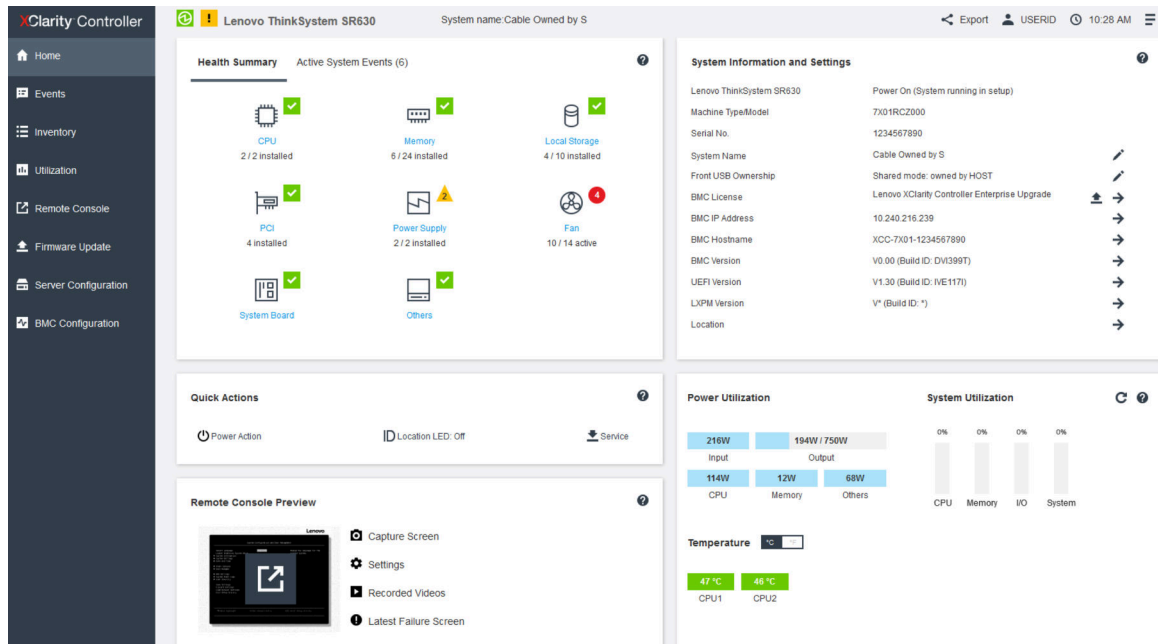 XClarity Controller
Lenovo ThinkSystem SR630
System name:Cable Owned by S
Export
USERID
10:28 AM
Home
Events
Inventory
Utilization
Remote Console
Firmware Update
Server Configuration
BMC Configuration
Health Summary
Active System Events (6)
CPU
2 / 2 installed
Memory
6 / 24 installed
Local Storage
4 / 10 installed
PCI
4 installed
2
Power Supply
2 / 2 installed
4
Fan
10 / 14 active
System Board
Others
System Information and Settings
Lenovo ThinkSystem SR630 Power On (System running in setup)
Machine Type/Model 7X01RCZ000
Serial No. 1234567890
System Name Cable Owned by S
Front USB Ownership Shared mode: owned by HOST
BMC License Lenovo XClarity Controller Enterprise Upgrade
BMC IP Address 10.240.216.239
BMC Hostname XCC-7X01-1234567890
BMC Version V0.00 (Build ID: DVI399T)
UEFI Version V1.30 (Build ID: IVE117I)
LXPM Version V* (Build ID: *)
Location
Quick Actions
Power Action
ID Location LED: Off
Service
Remote Console Preview
Lenovo
Capture Screen
Settings
Recorded Videos
Latest Failure Screen
Power Utilization
216W 194W / 750W
Input Output
114W 12W 68W
CPU Memory Others
System Utilization
0% 0% 0% 0%
CPU Memory I/O System
Temperature °C °F
47 °C 46 °C
CPU1 CPU2